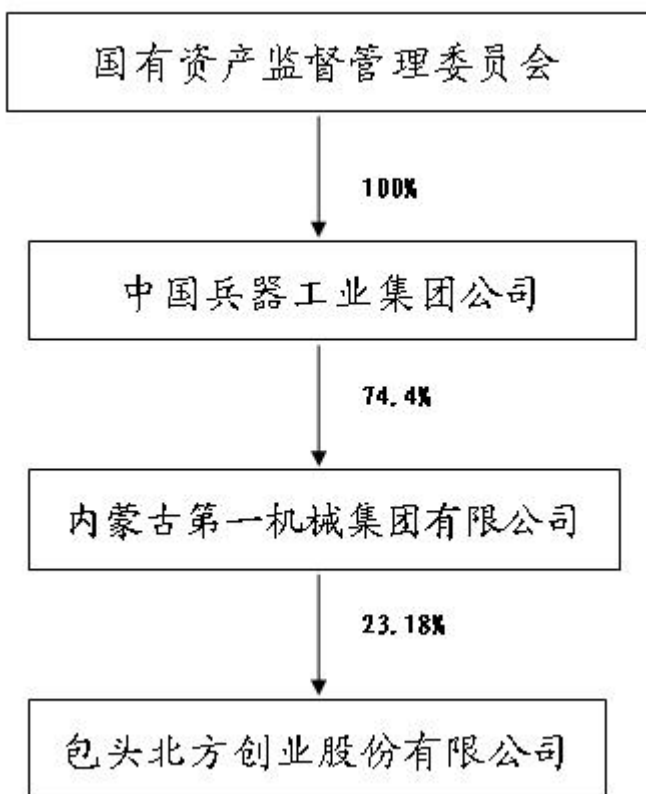 国有资产监督管理委员会
100%
中国兵器工业集团公司
74.4%
内蒙古第一机械集团有限公司
23.18%
包头北方创业股份有限公司